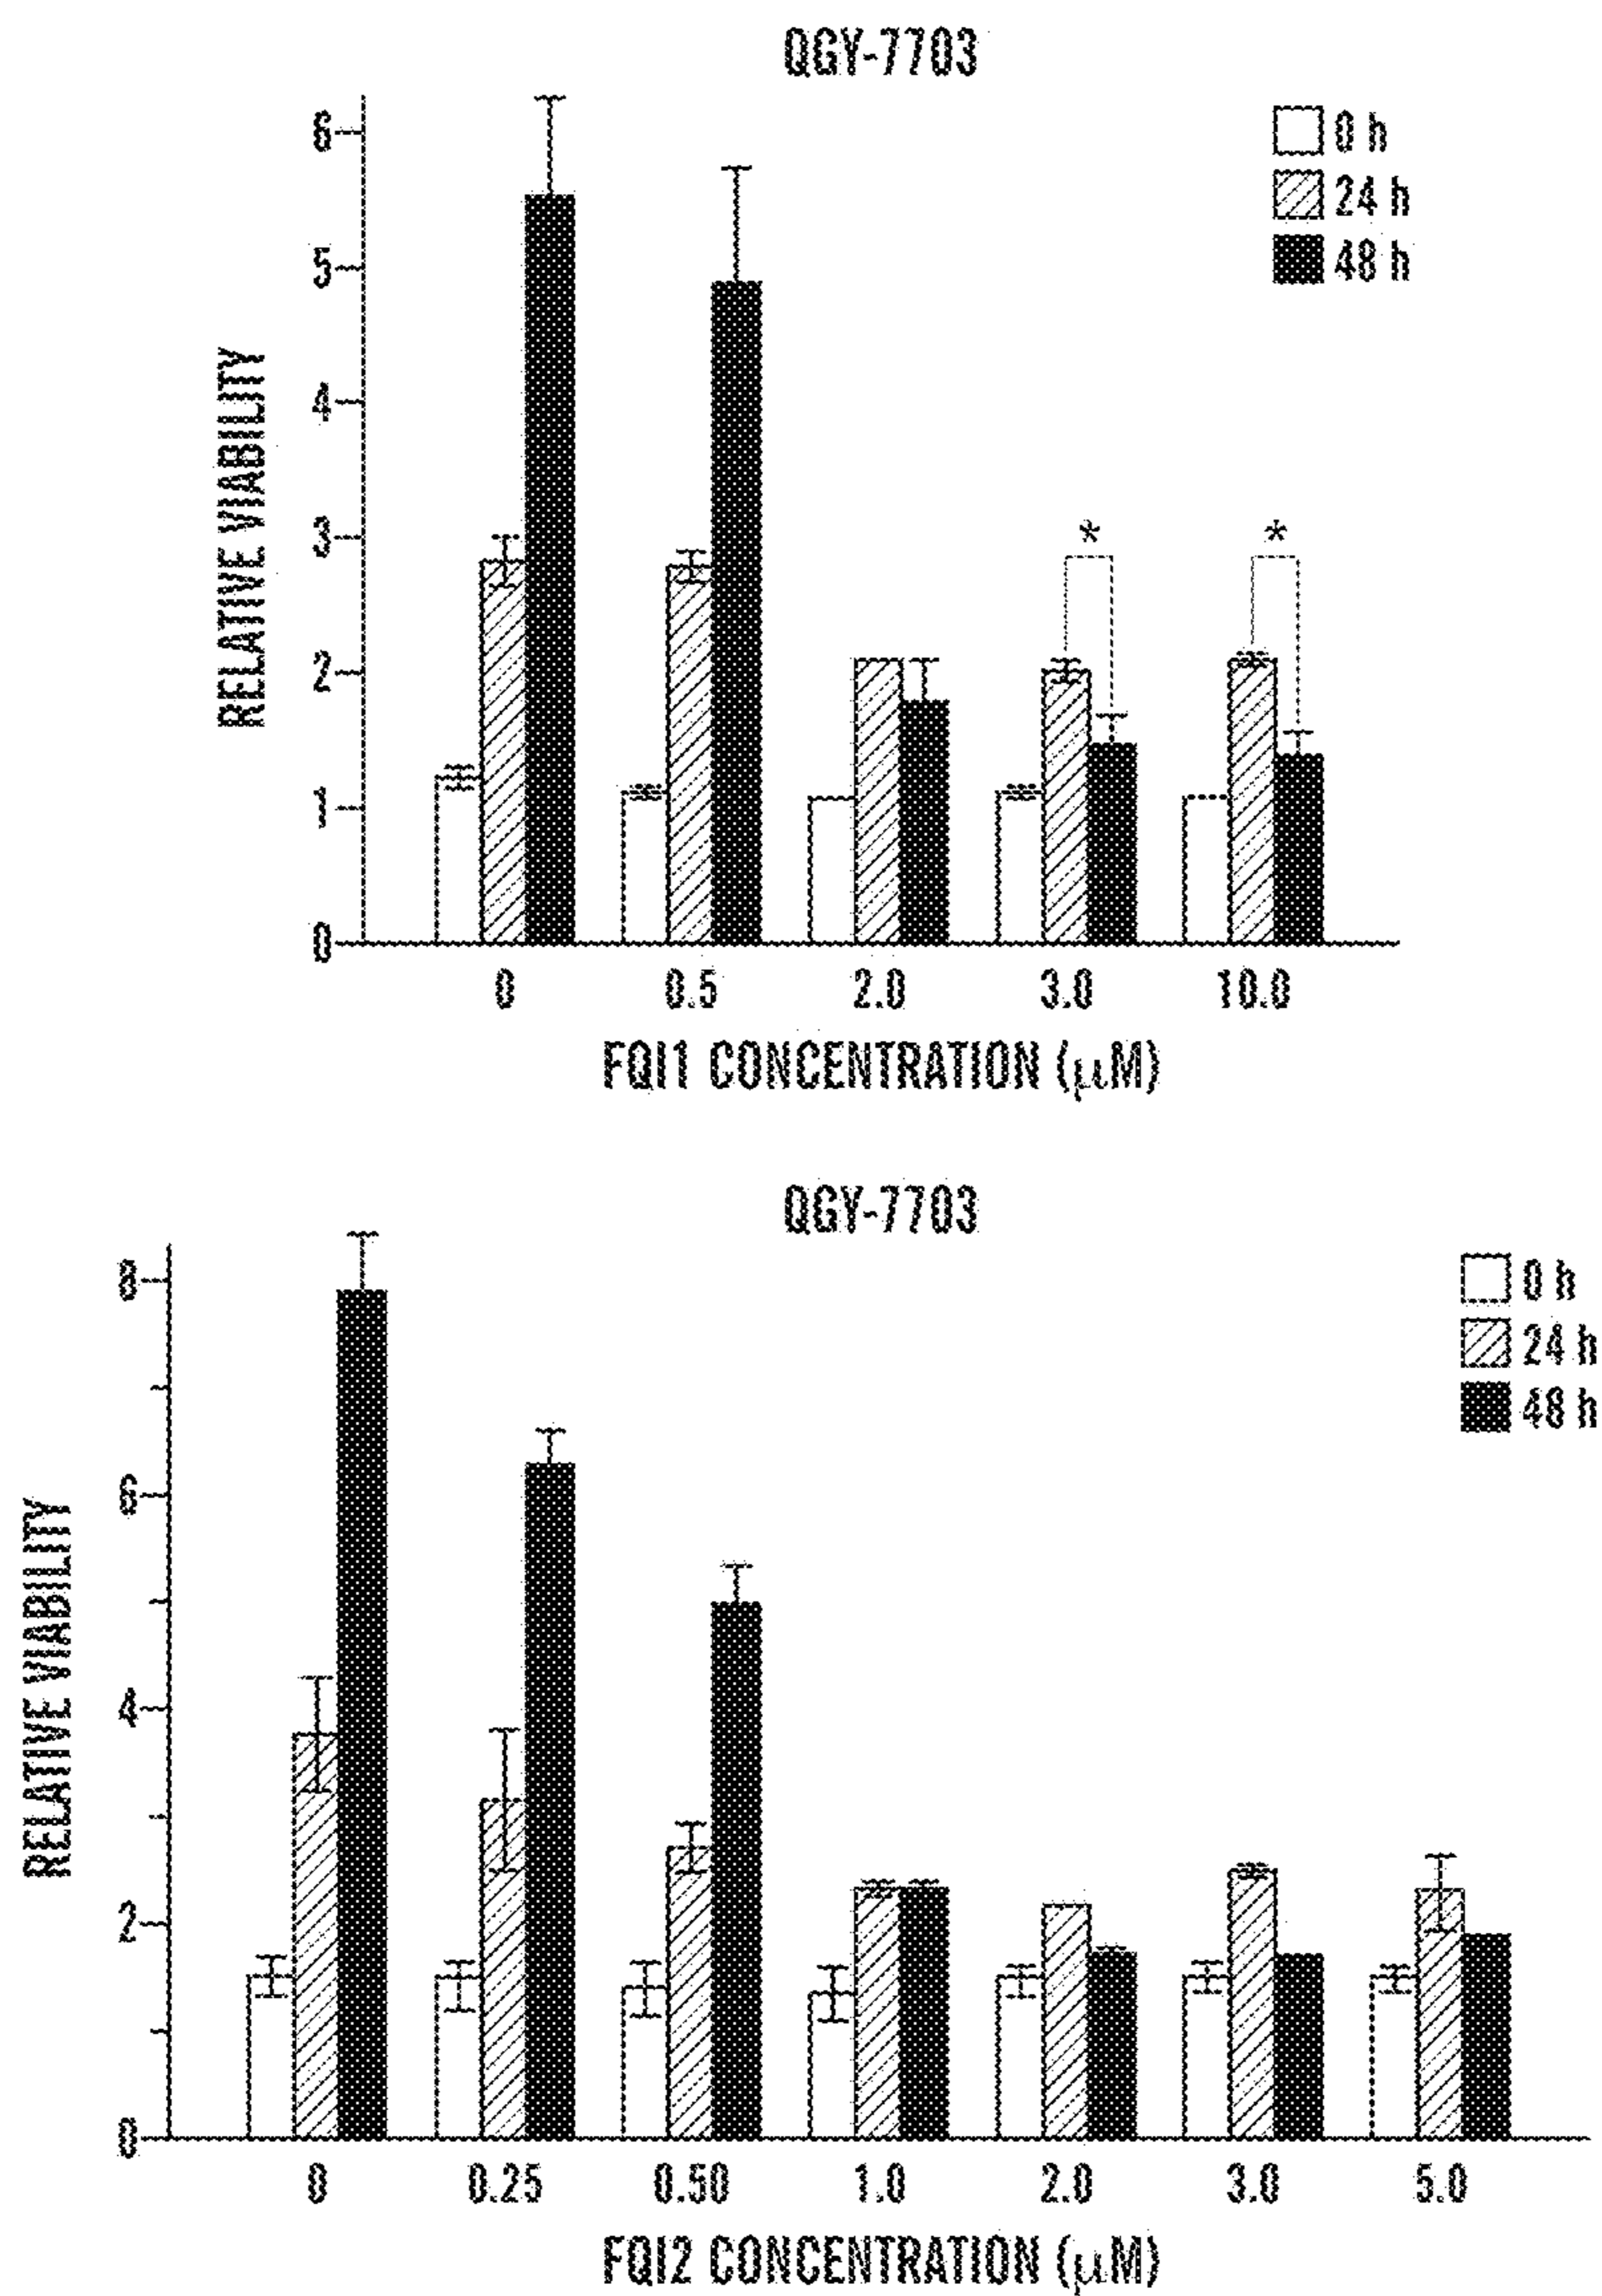 QGY-7703
0 h
24 h
48 h
6
5
4
3
2
1
0
RELATIVE VIABILITY
*
*
0
0.5
2.0
3.0
10.0
FQI1 CONCENTRATION (μM)
QGY-7703
0 h
24 h
48 h
8
6
4
2
0
RELATIVE VIABILITY
0
0.25
0.50
1.0
2.0
3.0
5.0
FQI2 CONCENTRATION (μM)